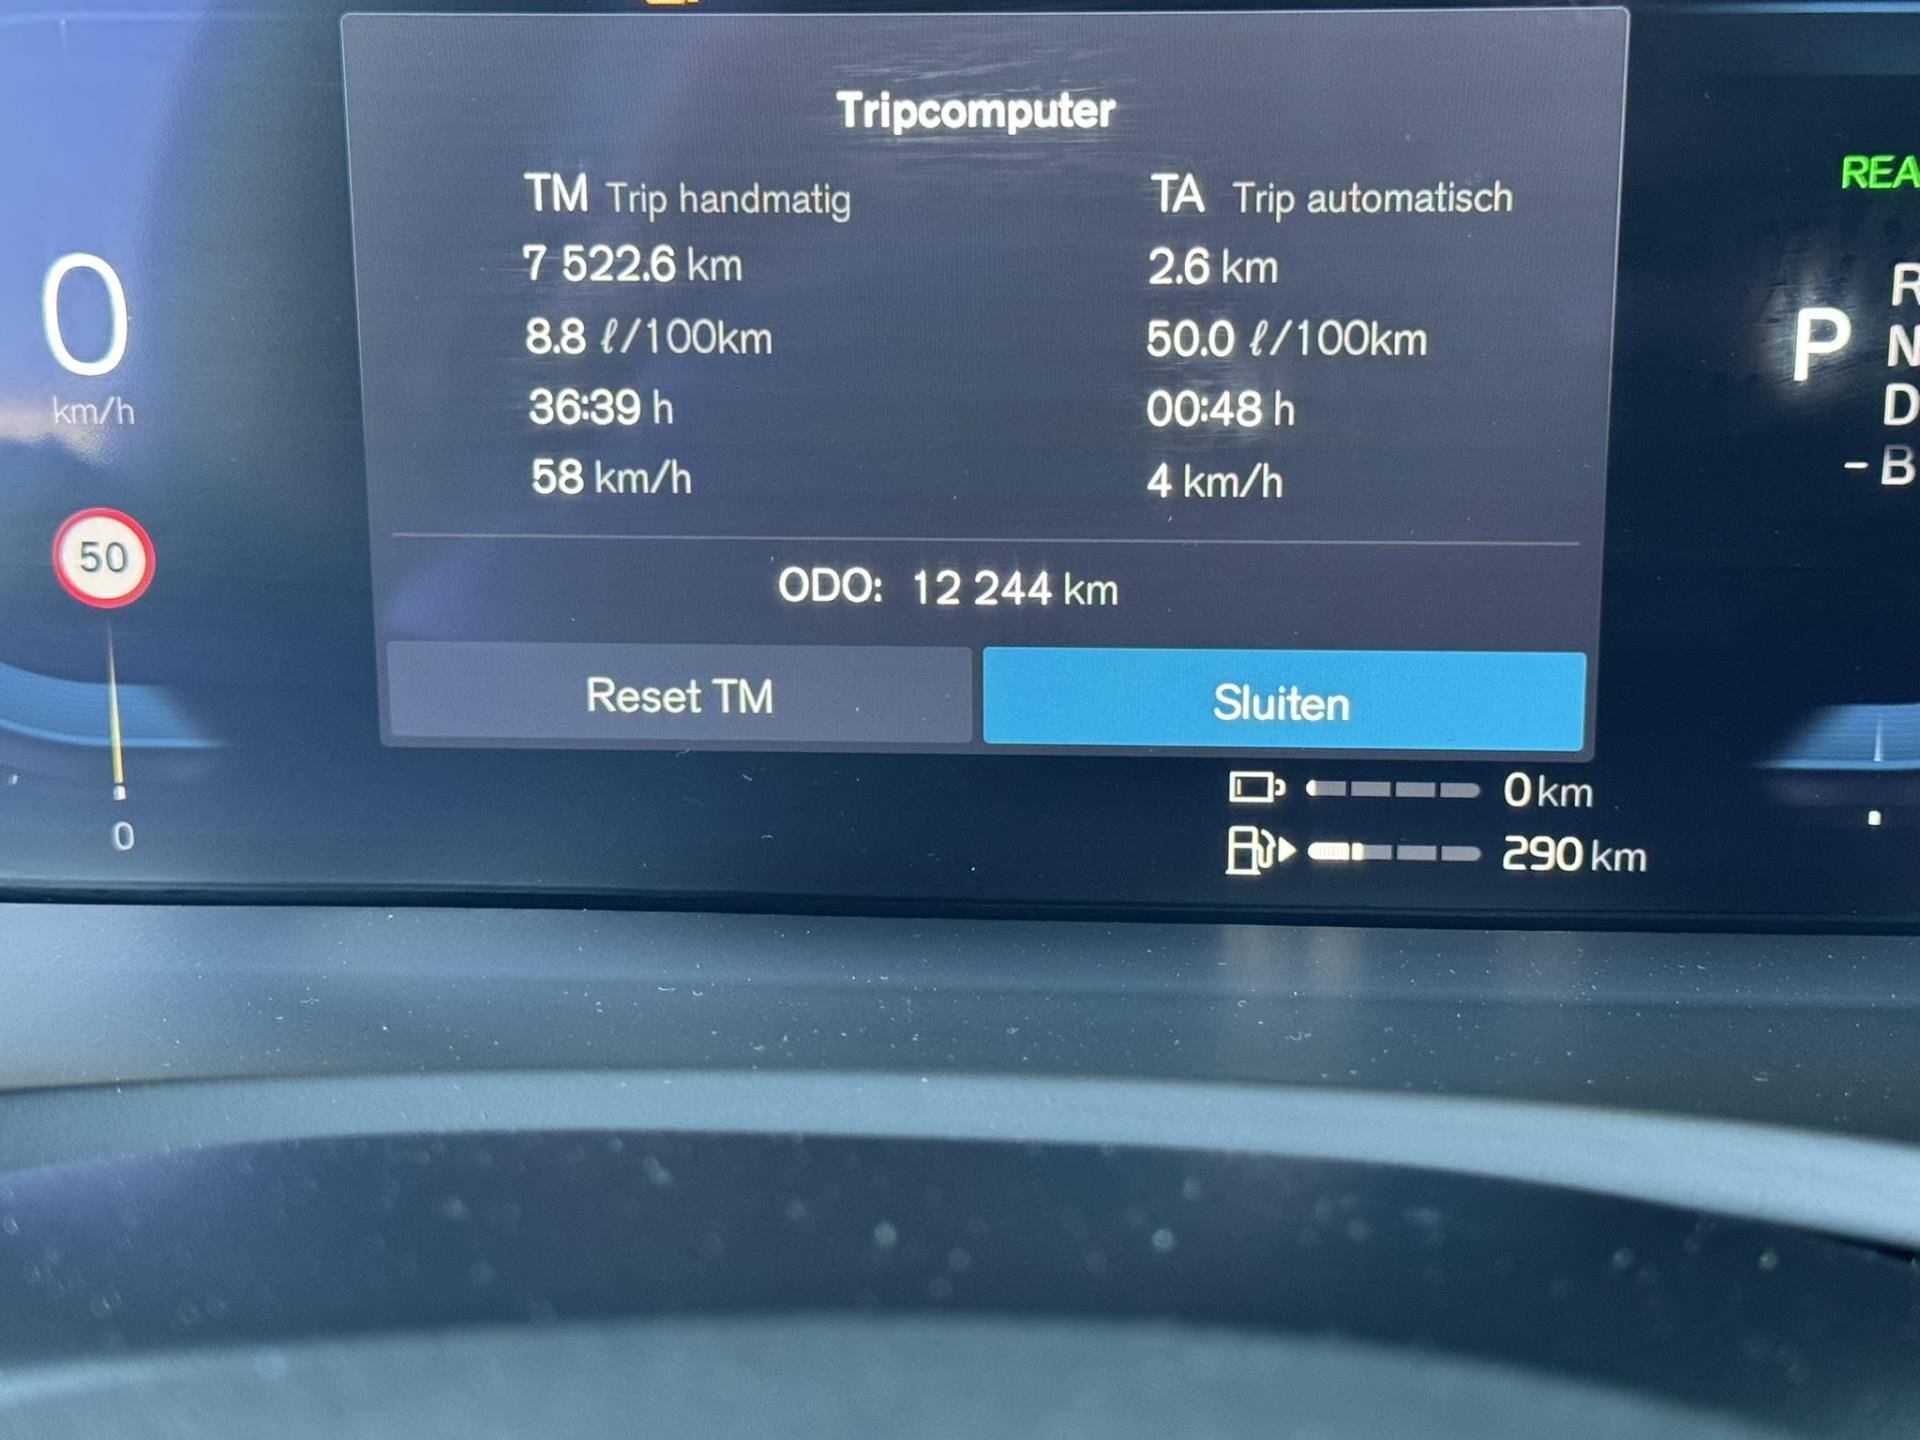 Tripcomputer
TM Trip handmatig
7 522.6 km
8.8 ℓ/100km
36:39 h
58 km/h
TA Trip automatisch
2.6 km
50.0 ℓ/100km
00:48 h
4 km/h
ODO: 12 244 km
Reset TM
Sluiten
0 km
290 km
0
km/h
50
0
REA
P
R
N
D
-B